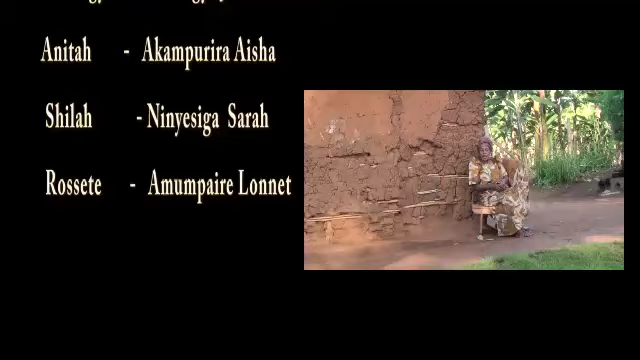 Anitah - Akampurira Aisha
Shilah - Ninyesiga Sarah
Rossete - Amumpaire Lonnet